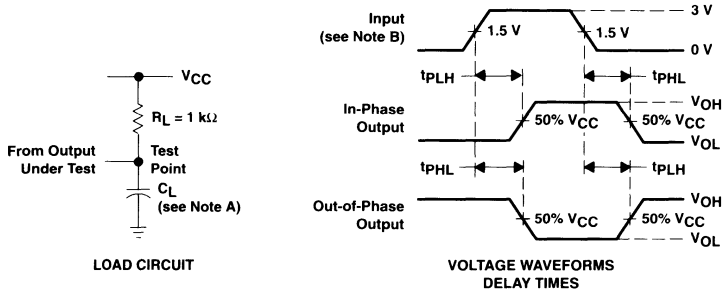 VCC
RL = 1 kΩ
From Output
Under Test
Test
Point
CL
(see Note A)
LOAD CIRCUIT
Input
(see Note B)
1.5 V
1.5 V
3 V
0 V
tPLH
tPHL
In-Phase
Output
50% VCC
50% VCC
VOH
VOL
tPHL
tPLH
Out-of-Phase
Output
50% VCC
50% VCC
VOH
VOL
VOLTAGE WAVEFORMS
DELAY TIMES